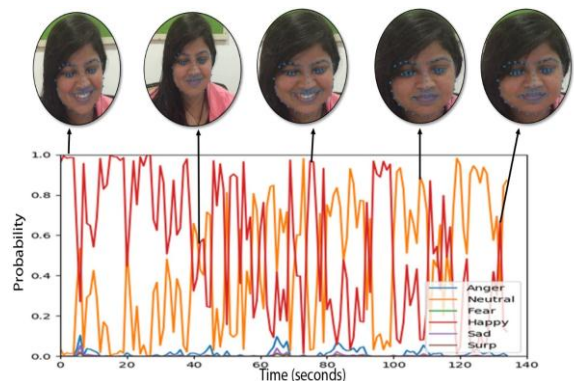 1.0
0.8
0.6
0.4
0.2
0.0
Probability
0 20 40 60 80 100 120 140
Time (seconds)
Anger
Neutral
Fear
Happy
Sad
Surp